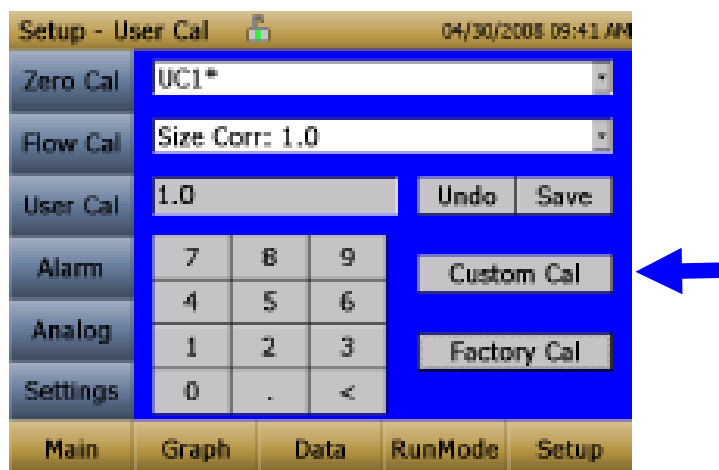 Setup - User Cal 04/30/2008 09:41 AM
Zero Cal
UC1*
Flow Cal
Size Corr: 1.0
User Cal
1.0
Undo Save
Alarm
7 8 9
Custom Cal
4 5 6
Analog
1 2 3
Factory Cal
Settings
0 . <
Main Graph Data RunMode Setup